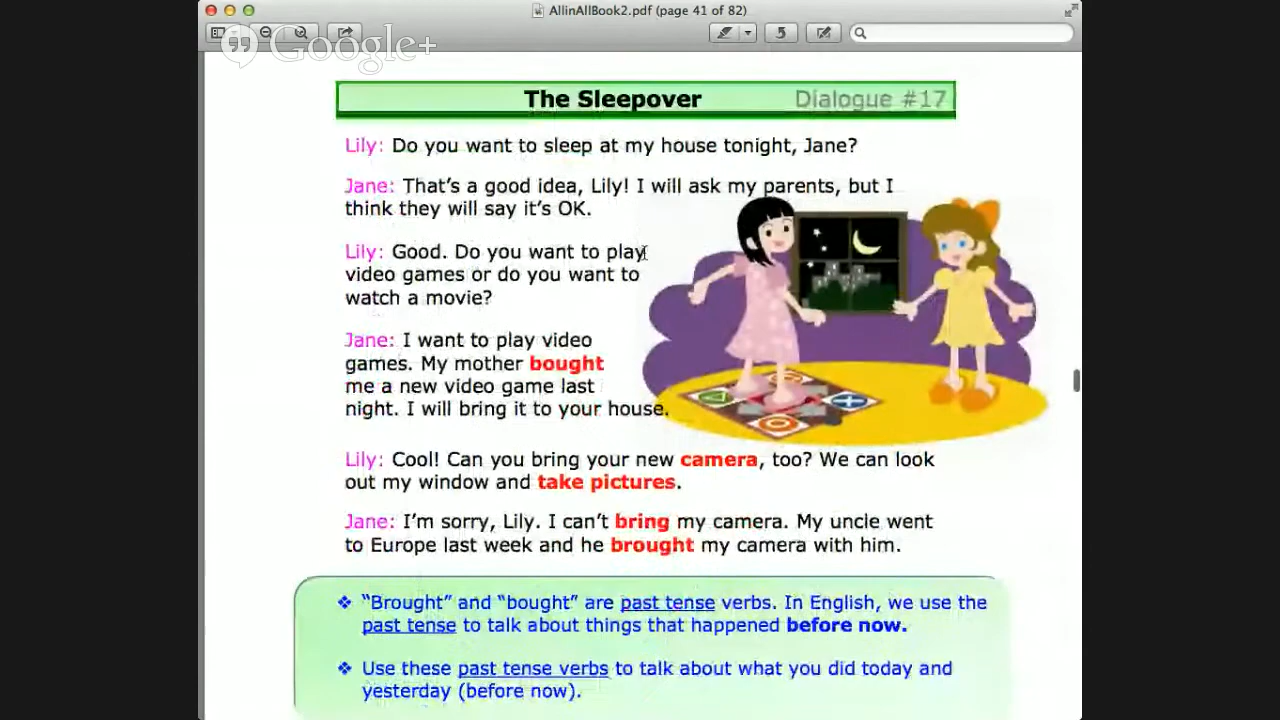 AllinAllBook2.pdf (page 41 of 82)
Google+
The Sleepover Dialogue #17
Lily: Do you want to sleep at my house tonight, Jane?
Jane: That's a good idea, Lily! I will ask my parents, but I
think they will say it's OK.
Lily: Good. Do you want to play
video games or do you want to
watch a movie?
Jane: I want to play video
games. My mother bought
me a new video game last
night. I will bring it to your house.
Lily: Cool! Can you bring your new camera, too? We can look
out my window and take pictures.
Jane: I'm sorry, Lily. I can't bring my camera. My uncle went
to Europe last week and he brought my camera with him.
❖ "Brought" and "bought" are past tense verbs. In English, we use the
past tense to talk about things that happened before now.
❖ Use these past tense verbs to talk about what you did today and
yesterday (before now).